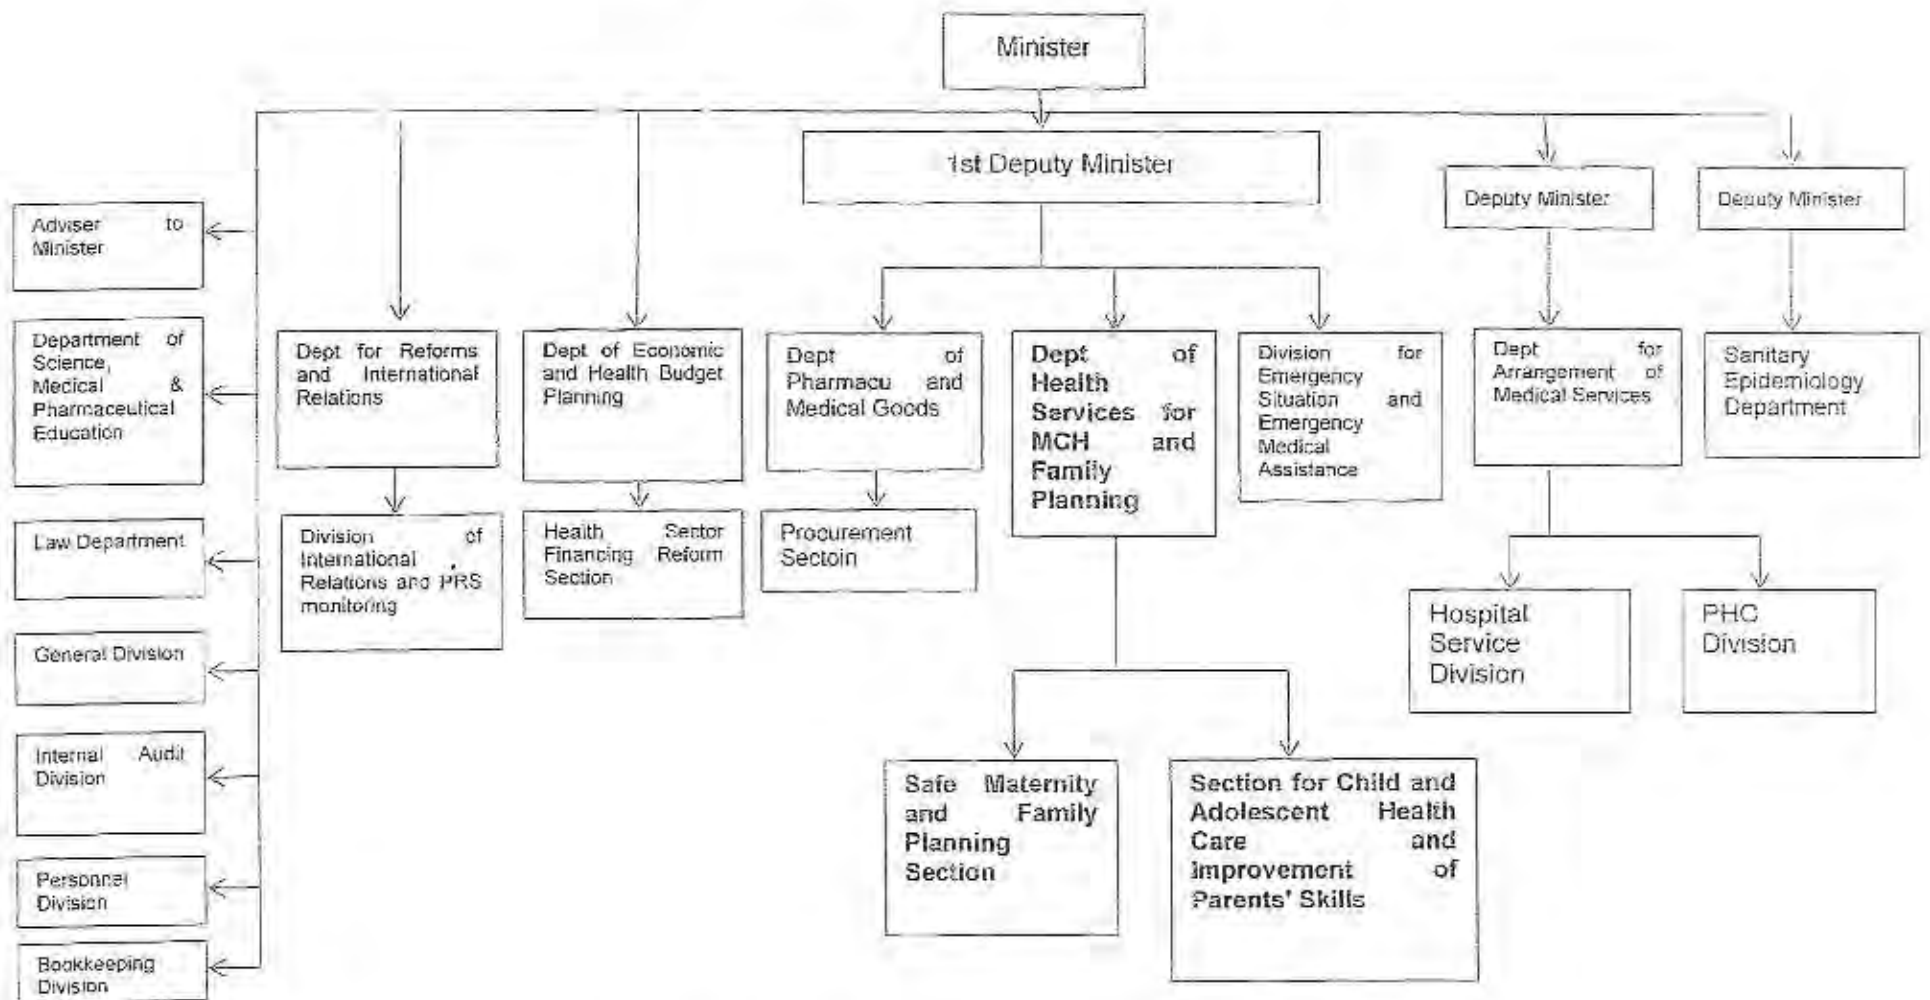 Minister
1st Deputy Minister
Deputy Minister
Deputy Minister
Adviser to
Minister
Department of
Science,
Medical &
Pharmaceutical
Education
Law Department
General Division
Internal Audit
Division
Personnel
Division
Bookkeeping
Division
Dept for Reforms
and International
Relations
Division of
International
Relations and PRS
monitoring
Dept of Economic
and Health Budget
Planning
Health Sector
Financing Reform
Section
Dept of
Pharmacu and
Medical Goods
Procurement
Sectoin
Dept of
Health
Services for
MCH and
Family
Planning
Division for
Emergency
Situation and
Emergency
Medical
Assistance
Dept for
Arrangement of
Medical Services
Sanitary
Epidemiology
Department
Hospital
Service
Division
PHC
Division
Safe Maternity
and Family
Planning
Section
Section for Child and
Adolescent Health
Care and
Improvement of
Parents' Skills